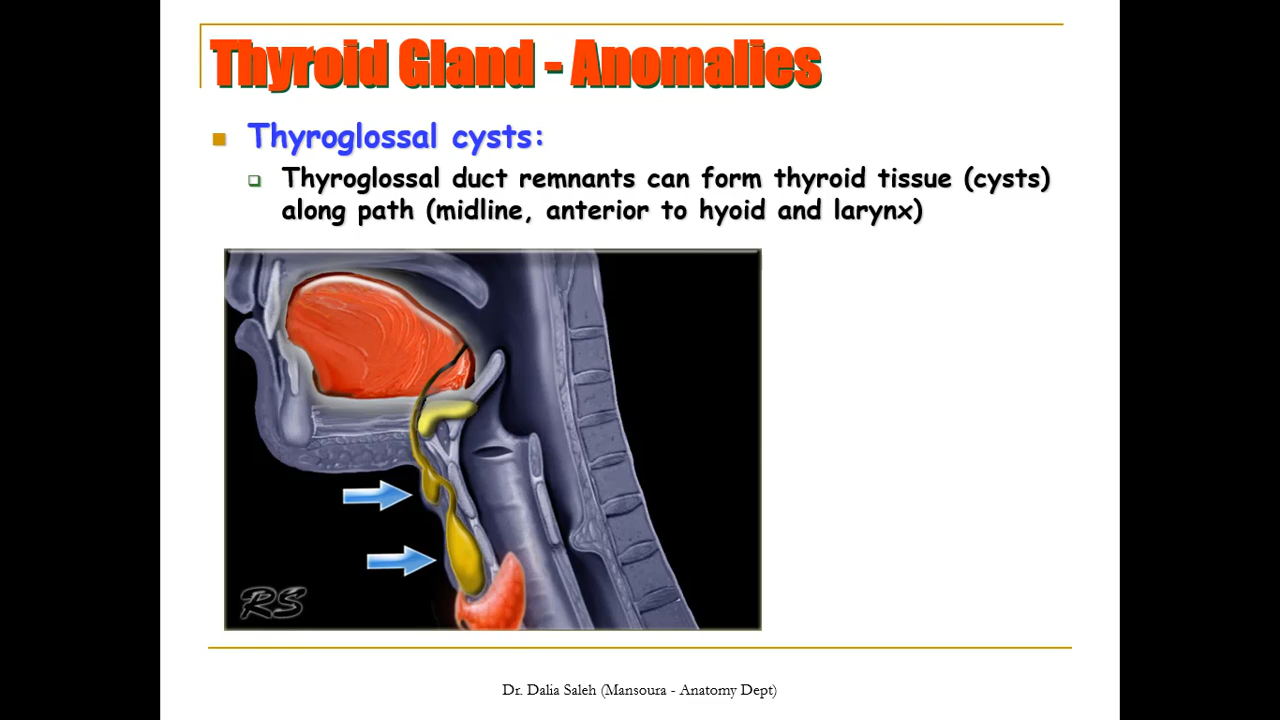 Thyroid Gland - Anomalies
Thyroglossal cysts:
Thyroglossal duct remnants can form thyroid tissue (cysts)
along path (midline, anterior to hyoid and larynx)
RS
Dr. Dalia Saleh (Mansoura - Anatomy Dept)